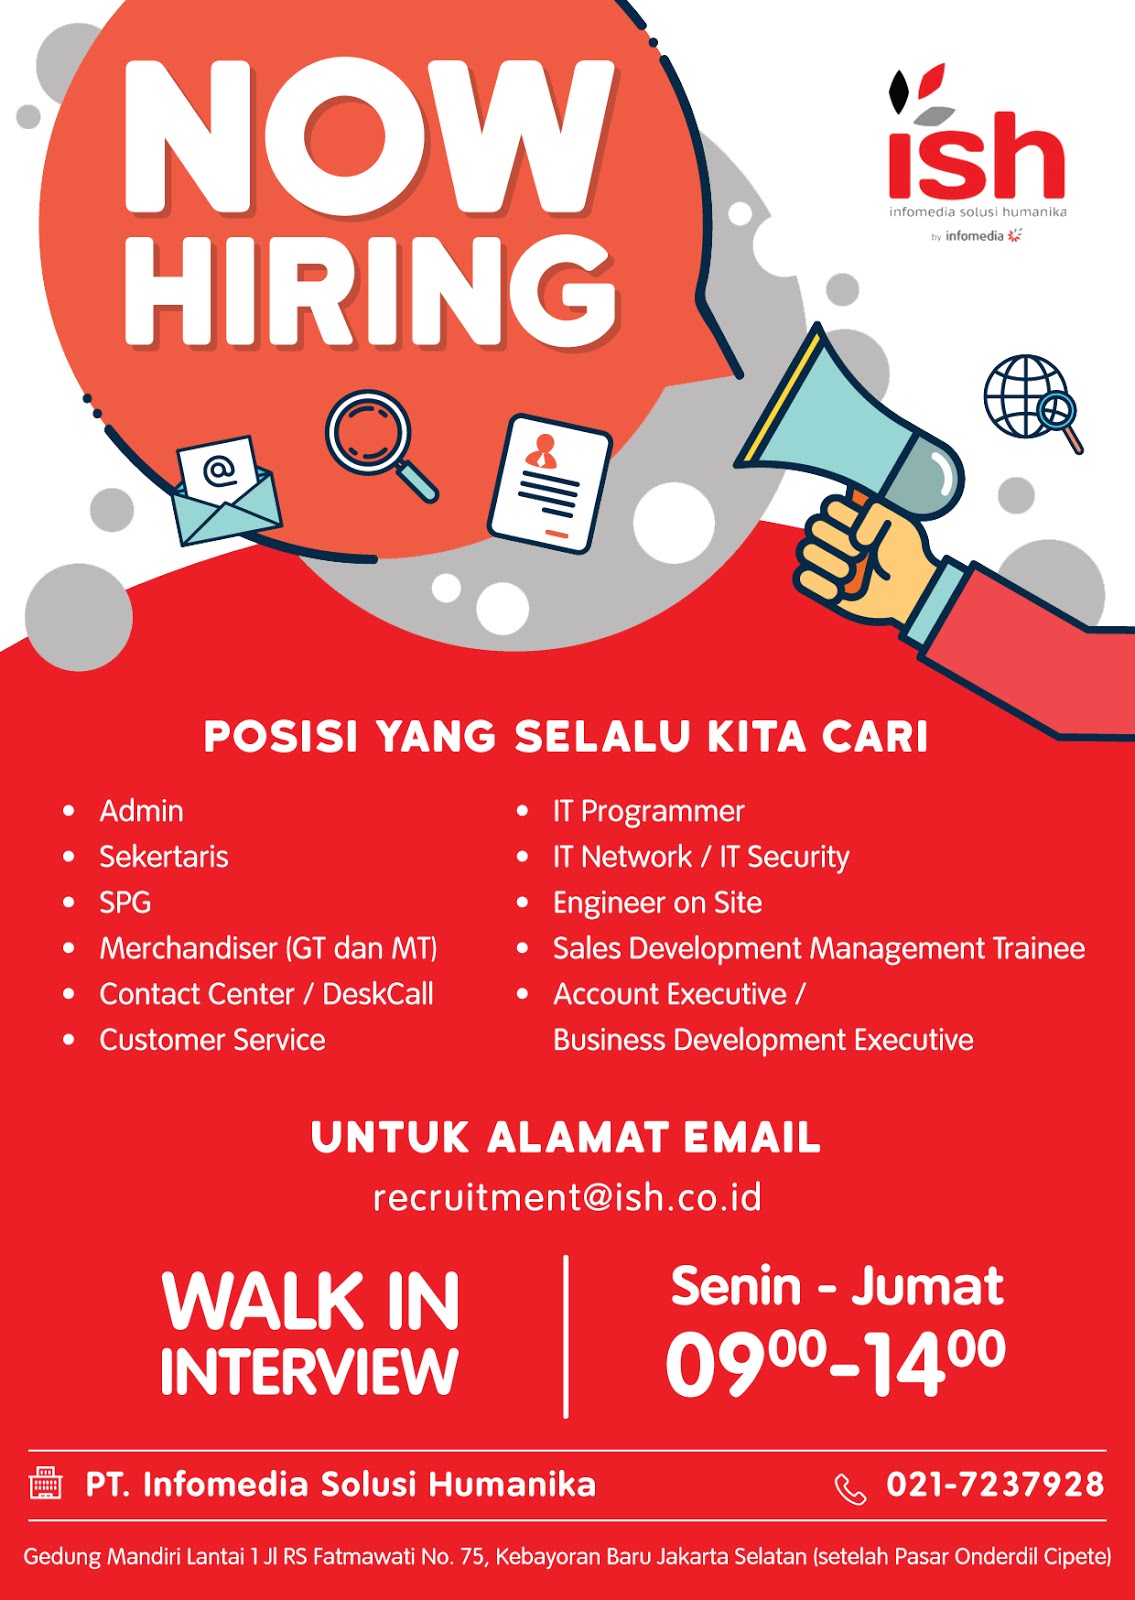 NOW
HIRING
ish
infomedia solusi humanika
by infomedia
@
POSISI YANG SELALU KITA CARI
• Admin
• Sekertaris
• SPG
• Merchandiser (GT dan MT)
• Contact Center / DeskCall
• Customer Service
• IT Programmer
• IT Network / IT Security
• Engineer on Site
• Sales Development Management Trainee
• Account Executive /
Business Development Executive
UNTUK ALAMAT EMAIL
recruitment@ish.co.id
WALK IN
INTERVIEW
Senin - Jumat
09⁰⁰-14⁰⁰
PT. Infomedia Solusi Humanika
021-7237928
Gedung Mandiri Lantai 1 Jl RS Fatmawati No. 75, Kebayoran Baru Jakarta Selatan (setelah Pasar Onderdil Cipete)